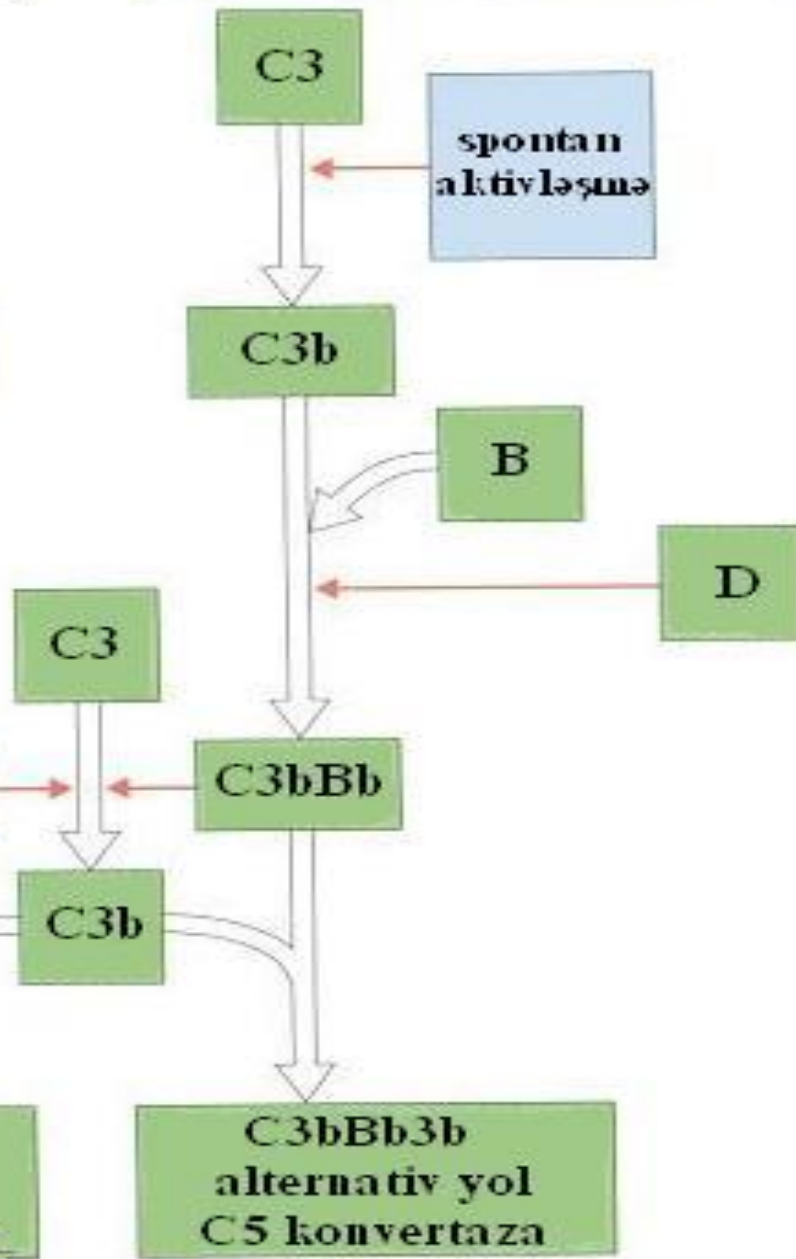 C3
spontan
aktivləşmə
C3b
B
D
C3
C3bBb
C3b
C3bBb3b
alternativ yol
C5 konvertaza